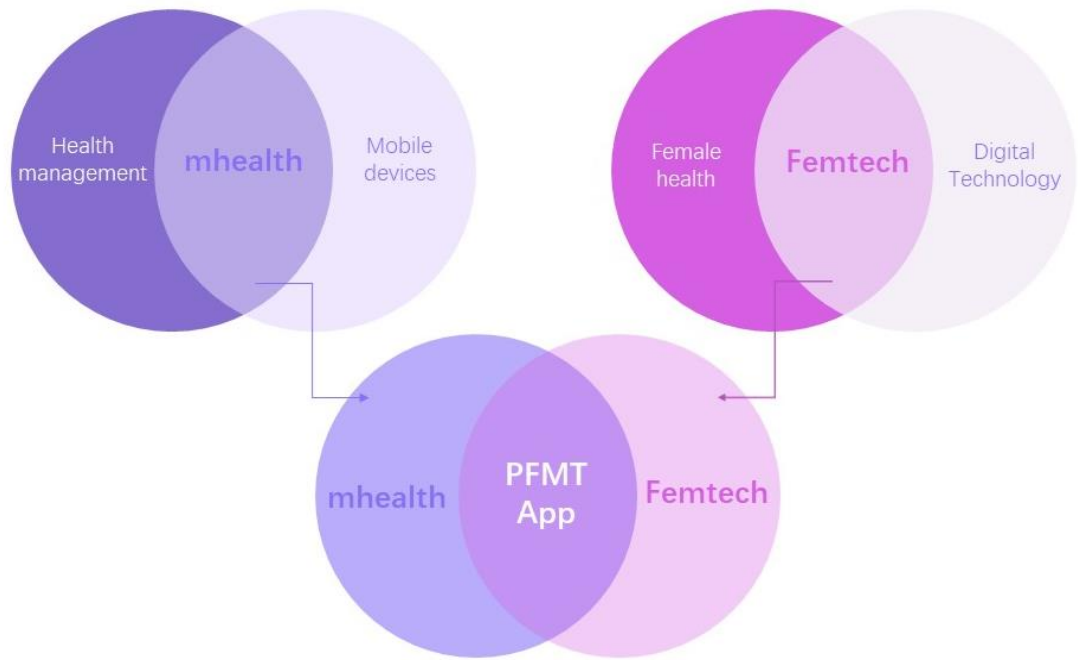 Health
management
mhealth
Mobile
devices
Female
health
Femtech
Digital
Technology
mhealth
PFMT
App
Femtech